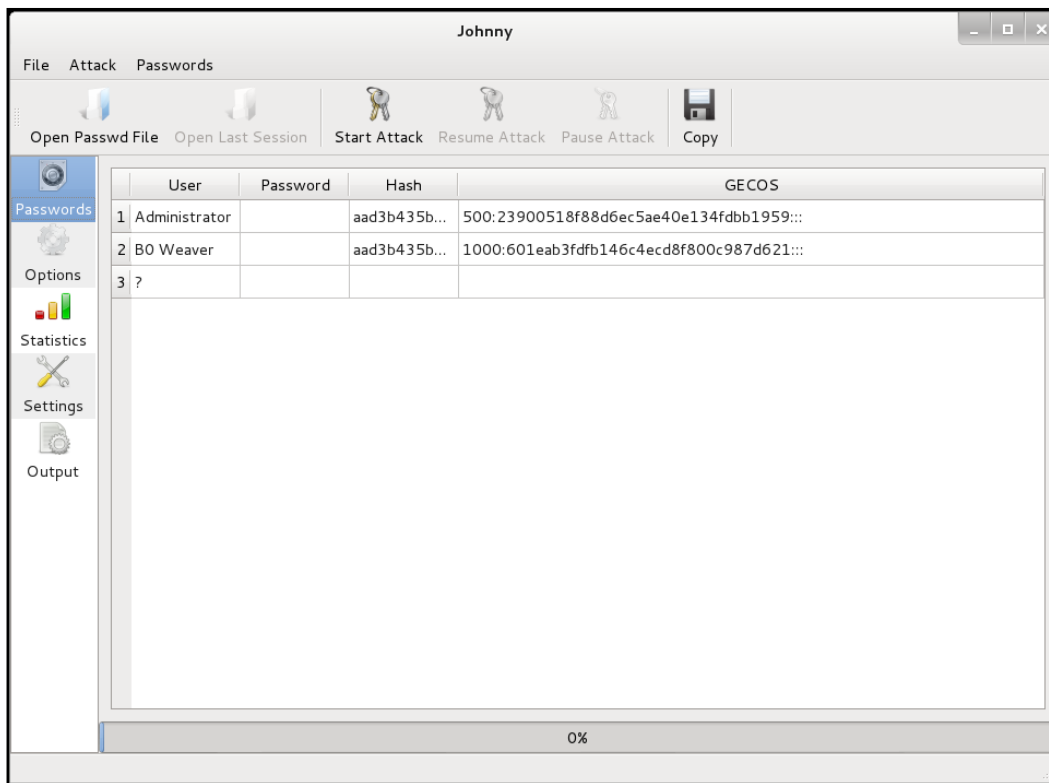 Johnny
File Attack Passwords
Open Passwd File Open Last Session Start Attack Resume Attack Pause Attack Copy
Passwords
Options
Statistics
Settings
Output
User Password Hash GECOS
1 Administrator aad3b435b... 500:23900518f88d6ec5ae40e134fdbb1959:::
2 B0 Weaver aad3b435b... 1000:601eab3fdfb146c4ecd8f800c987d621:::
3 ?
0%